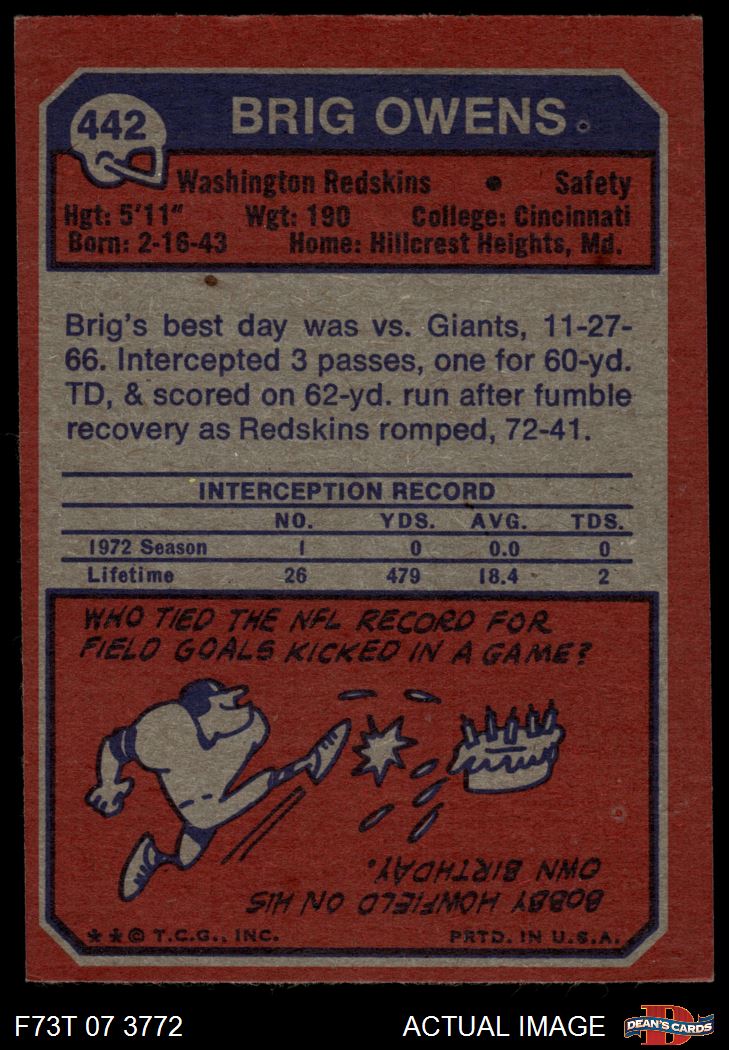 442
BRIG OWENS
Washington Redskins • Safety
Hgt: 5'11" Wgt: 190 College: Cincinnati
Born: 2-16-43 Home: Hillcrest Heights, Md.
Brig's best day was vs. Giants, 11-27-
66. Intercepted 3 passes, one for 60-yd.
TD, & scored on 62-yd. run after fumble
recovery as Redskins romped, 72-41.
INTERCEPTION RECORD
NO. YDS. AVG. TDS.
1972 Season 1 0 0.0 0
Lifetime 26 479 18.4 2
WHO TIED THE NFL RECORD FOR
FIELD GOALS KICKED IN A GAME?
BOBBY HOWFIELD ON HIS
OWN BIRTHDAY.
**© T.C.G., INC. PRTD. IN U.S.A.
F73T 07 3772 ACTUAL IMAGE
D
DEAN'S CARDS